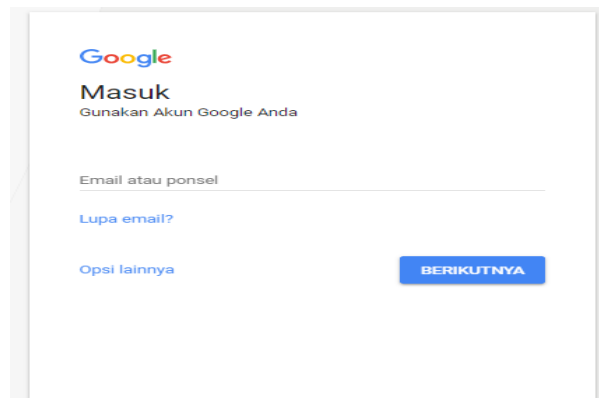 Google
Masuk
Gunakan Akun Google Anda
Email atau ponsel
Lupa email?
Opsi lainnya
BERIKUTNYA